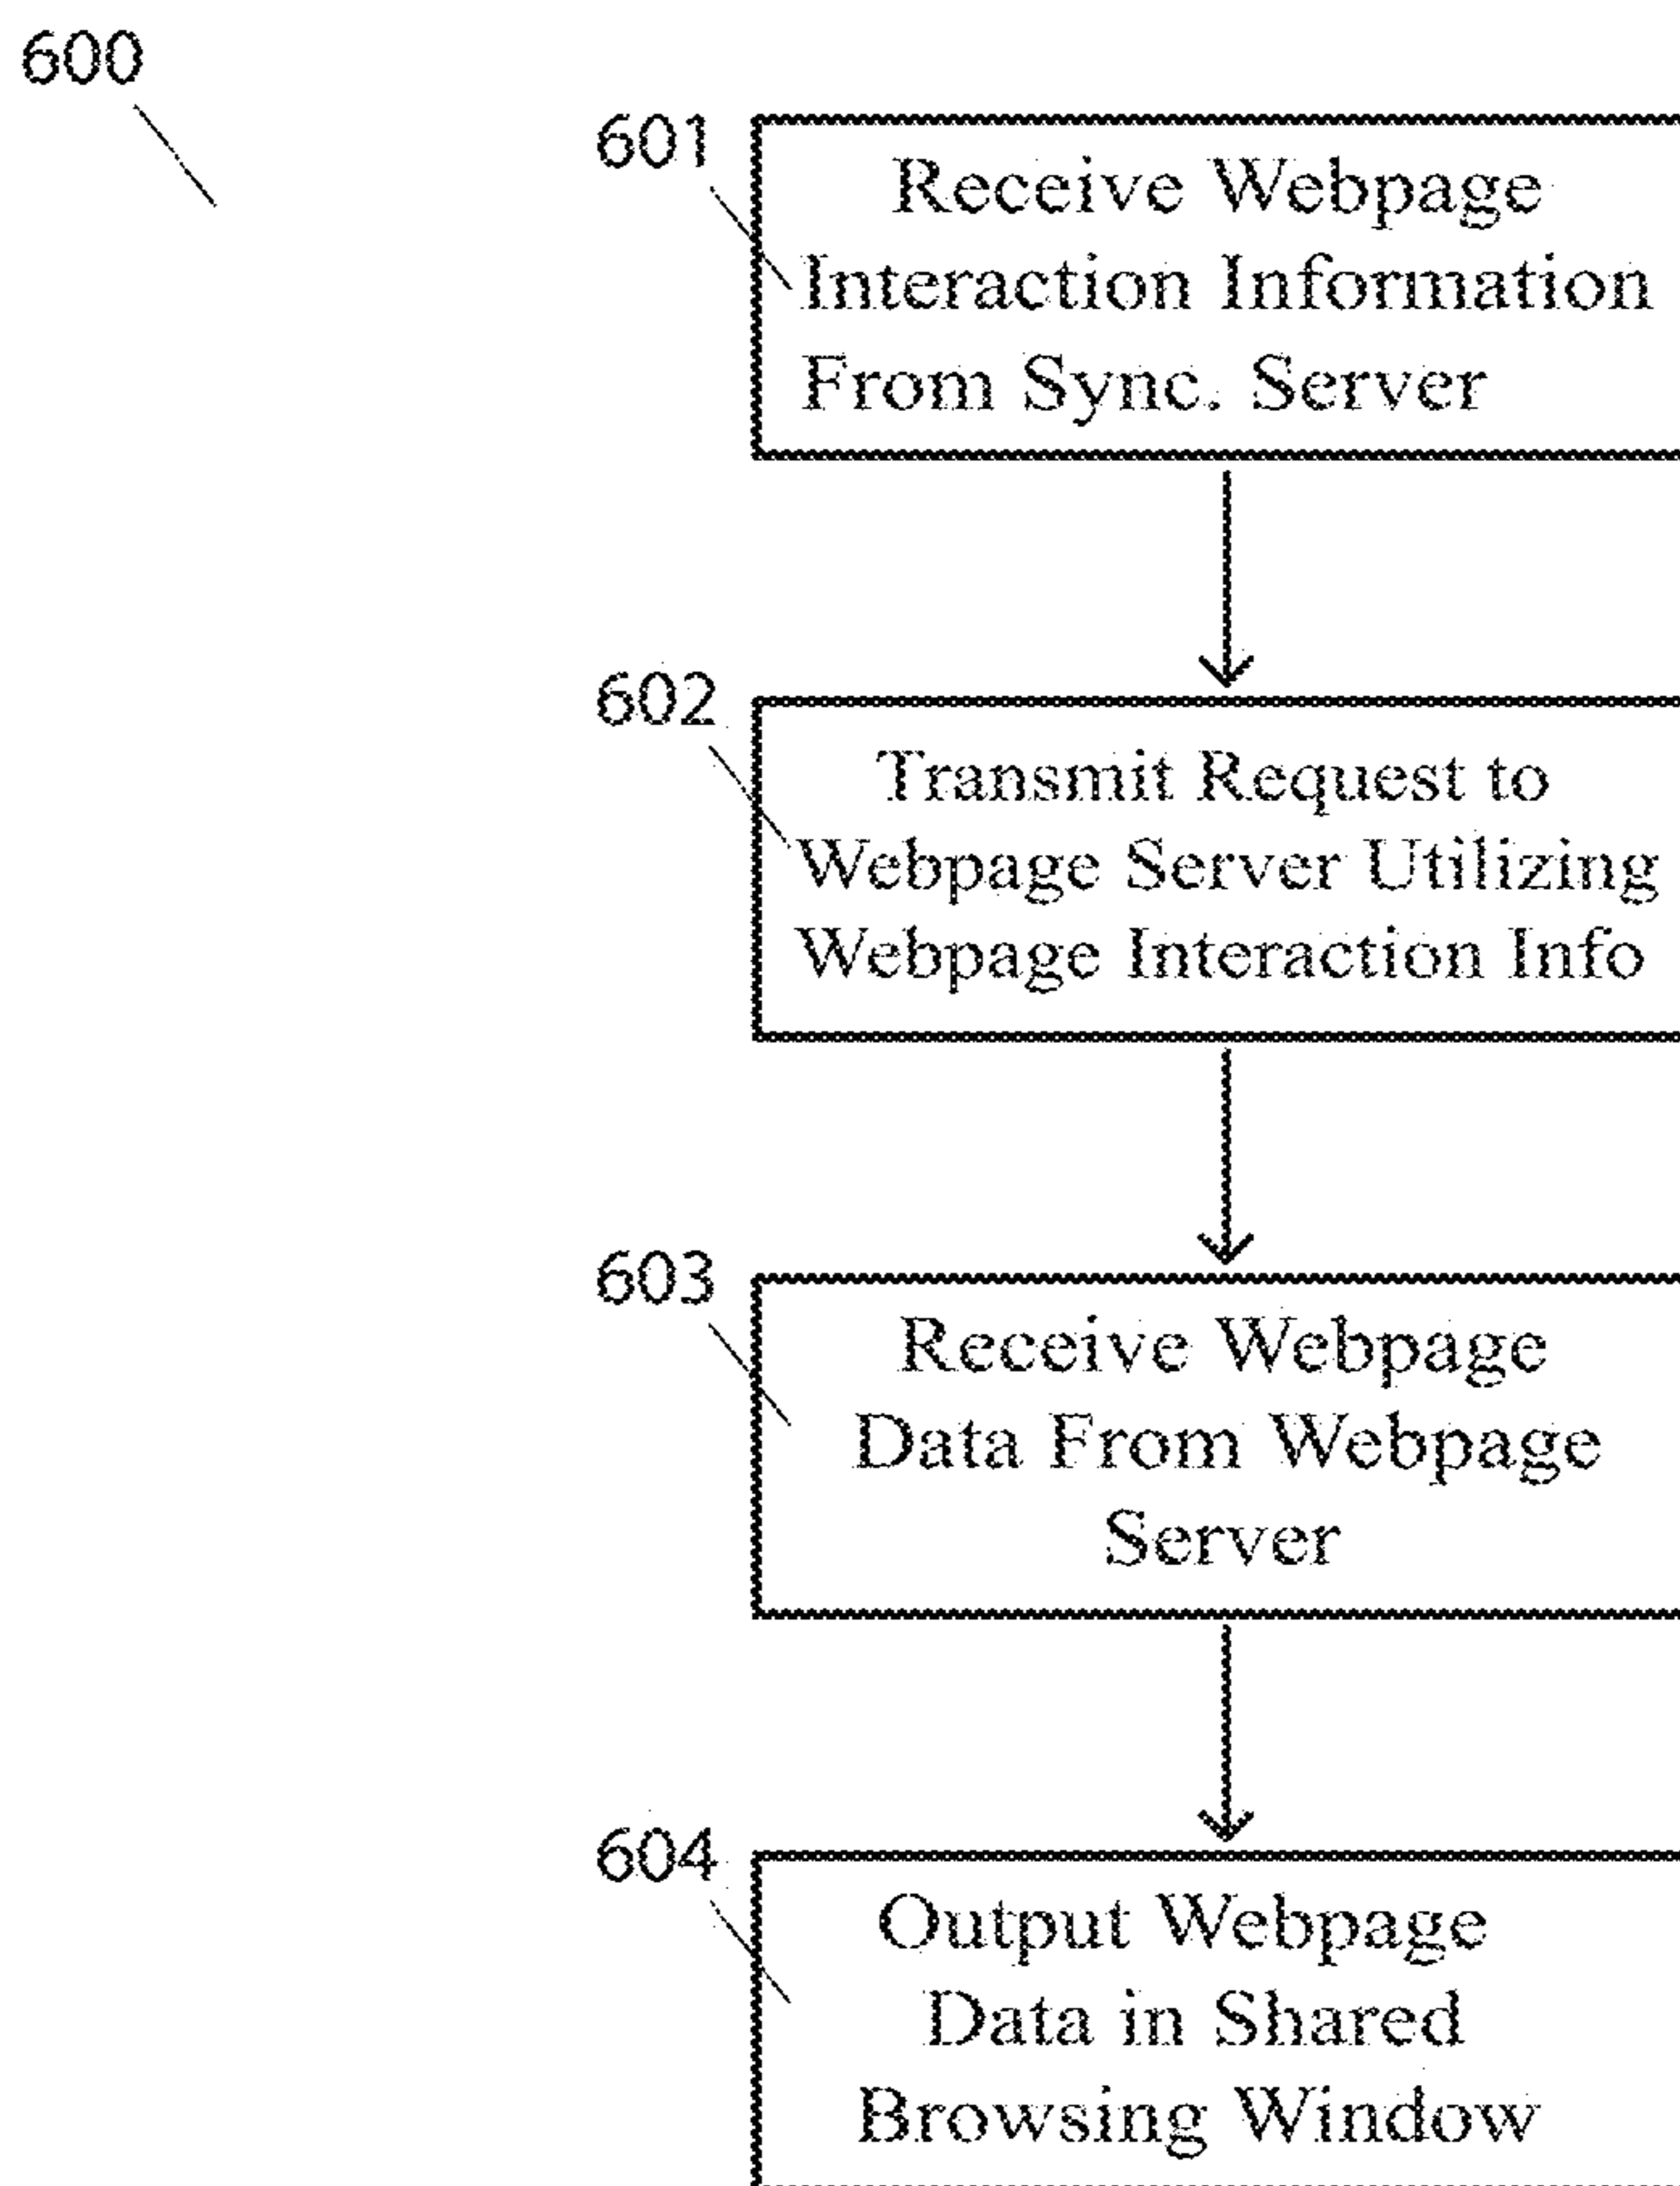 600
601
Receive Webpage
Interaction Information
From Sync. Server
602
Transmit Request to
Webpage Server Utilizing
Webpage Interaction Info
603
Receive Webpage
Data From Webpage
Server
604
Output Webpage
Data in Shared
Browsing Window